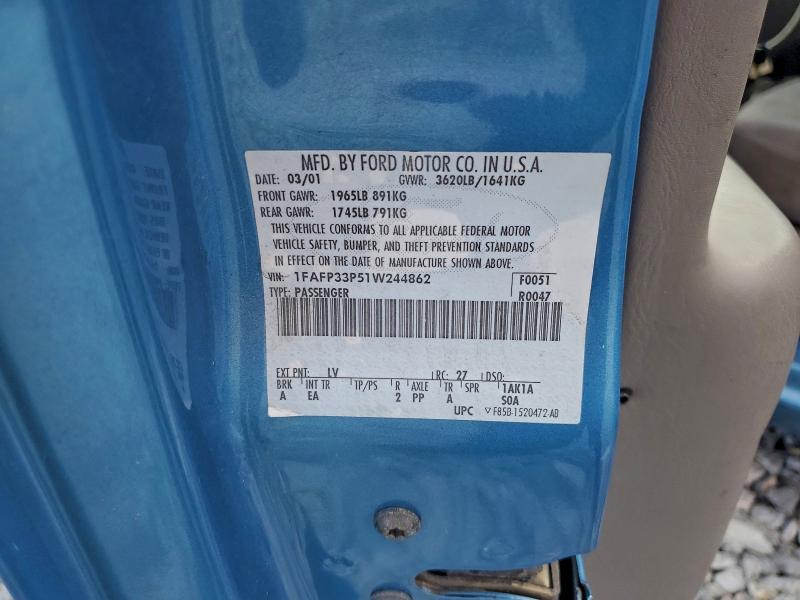 MFD. BY FORD MOTOR CO. IN U.S.A.
DATE: 03/01 GVWR: 3620LB/1641KG
FRONT GAWR: 1965LB 891KG
REAR GAWR: 1745LB 791KG
THIS VEHICLE CONFORMS TO ALL APPLICABLE FEDERAL MOTOR
VEHICLE SAFETY, BUMPER, AND THEFT PREVENTION STANDARDS
IN EFFECT ON THE DATE OF MANUFACTURE SHOWN ABOVE.
VIN: 1FAFP33P51W244862 F0051
TYPE: PASSENGER R0047
EXT PNT: LV RC: 27 DSO:
BRK INT TR TP/PS R AXLE TR SPR 1AK1A
A EA 2 PP A SOA
UPC F85B-1520472-AB